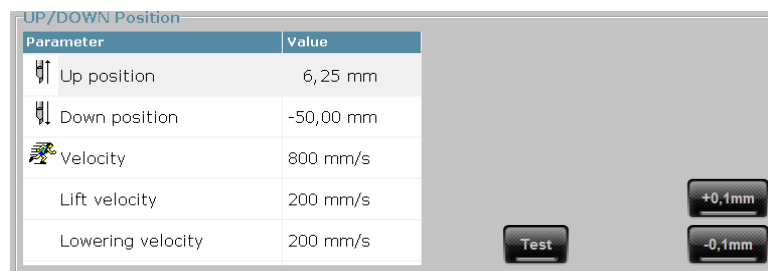 UP/DOWN Position
Parameter Value
Up position 6,25 mm
Down position -50,00 mm
Velocity 800 mm/s
Lift velocity 200 mm/s
+0,1mm
Lowering velocity 200 mm/s
Test -0,1mm